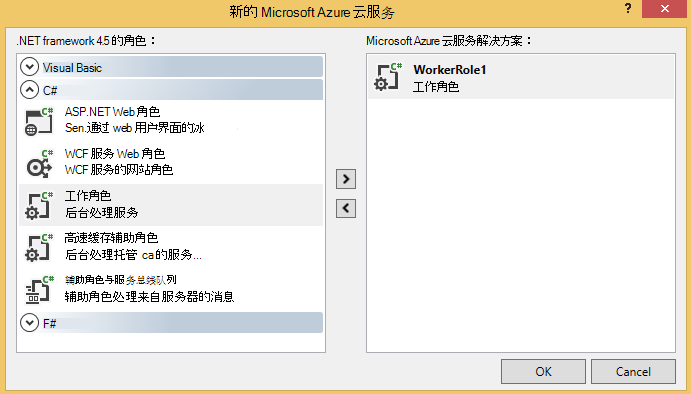 新的 Microsoft Azure 云服务
?
.NET framework 4.5 的角色：
Visual Basic
C#
C#
ASP.NET Web 角色
Sen.通过 web 用户界面的冰
C#
WCF 服务 Web 角色
WCF 服务的网站角色
C#
工作角色
后台处理服务
C#
高速缓存辅助角色
后台处理托管 ca 的服务...
C#
辅助角色与服务总线队列
辅助角色处理来自服务器的消息
F#
Microsoft Azure 云服务解决方案：
C#
WorkerRole1
工作角色
OK
Cancel